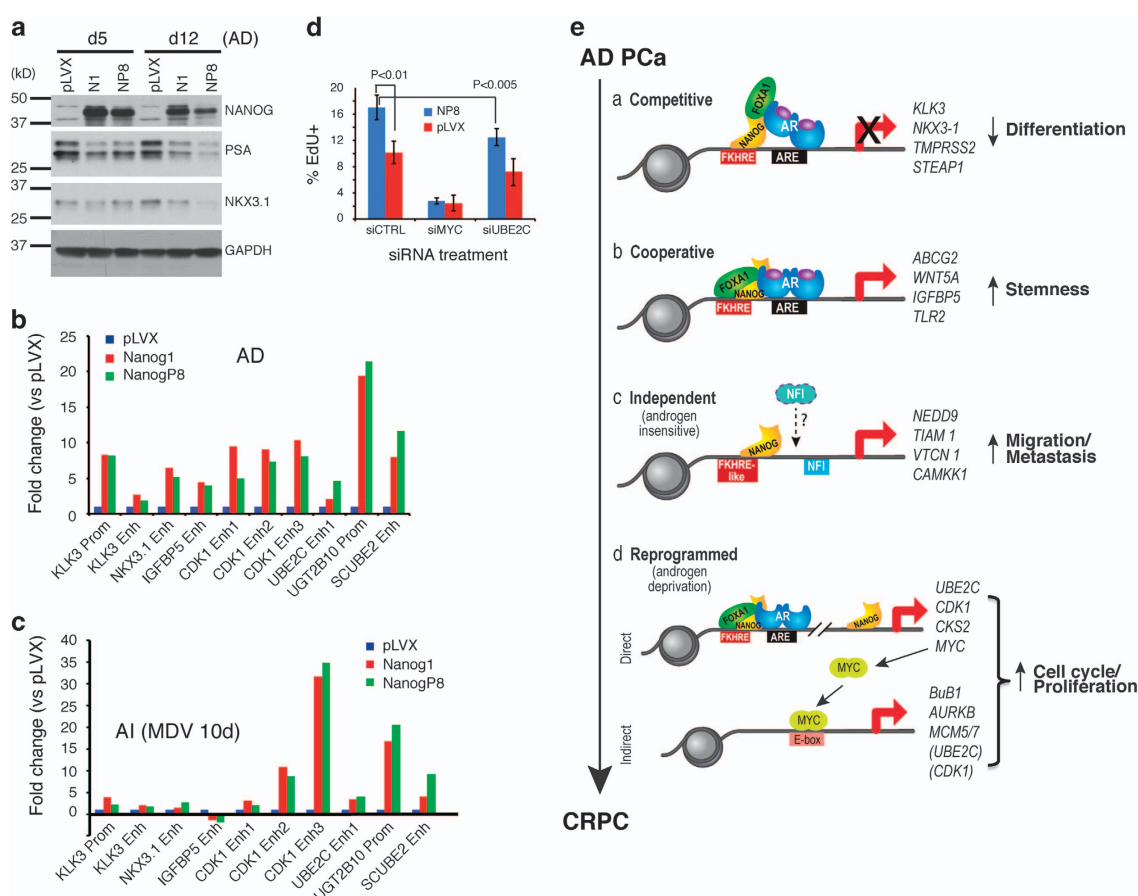 a
d5
d12
(AD)
(kD)
pLVX
N1
NP8
pLVX
N1
NP8
50
37
NANOG
25
PSA
37
25
NKX3.1
37
GAPDH
d
P<0.01
P<0.005
NP8
pLVX
% EdU+
20
16
12
8
4
0
siCTRL
siMYC
siUBE2C
siRNA treatment
b
AD
pLVX
Nanog1
NanogP8
Fold change (vs pLVX)
25
20
15
10
5
0
KLK3 Prom
KLK3 Enh
NKX3.1 Enh
IGFBP5 Enh
CDK1 Enh1
CDK1 Enh2
CDK1 Enh3
UBE2C Enh1
UGT2B10 Prom
SCUBE2 Enh
c
AI (MDV 10d)
pLVX
Nanog1
NanogP8
Fold change (vs pLVX)
40
35
30
25
20
15
10
5
0
KLK3 Prom
KLK3 Enh
NKX3.1 Enh
IGFBP5 Enh
CDK1 Enh1
CDK1 Enh2
CDK1 Enh3
UBE2C Enh1
UGT2B10 Prom
SCUBE2 Enh
e
AD PCa
a Competitive
FOXA1
NANOG
AR
FKHRE
ARE
X
KLK3
NKX3-1
TMPRSS2
STEAP1
↓ Differentiation
b Cooperative
FOXA1
NANOG
AR
FKHRE
ARE
ABCG2
WNT5A
IGFBP5
TLR2
↑ Stemness
c Independent
(androgen
insensitive)
NFI
?
NANOG
FKHRE-
like
NFI
NEDD9
TIAM 1
VTCN 1
CAMKK1
↑ Migration/
Metastasis
d Reprogrammed
(androgen
deprivation)
Direct
FOXA1
NANOG
AR
FKHRE
ARE
NANOG
UBE2C
CDK1
CKS2
MYC
MYC
Indirect
MYC
E-box
BuB1
AURKB
MCM5/7
(UBE2C)
(CDK1)
↑ Cell cycle/
Proliferation
CRPC